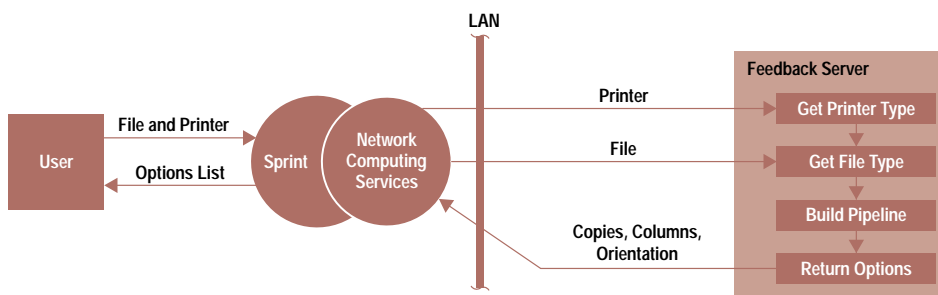 LAN
Feedback Server
Printer
Get Printer Type
File and Printer
User
Sprint
Network
Computing
Services
File
Get File Type
Options List
Build Pipeline
Copies, Columns,
Orientation
Return Options